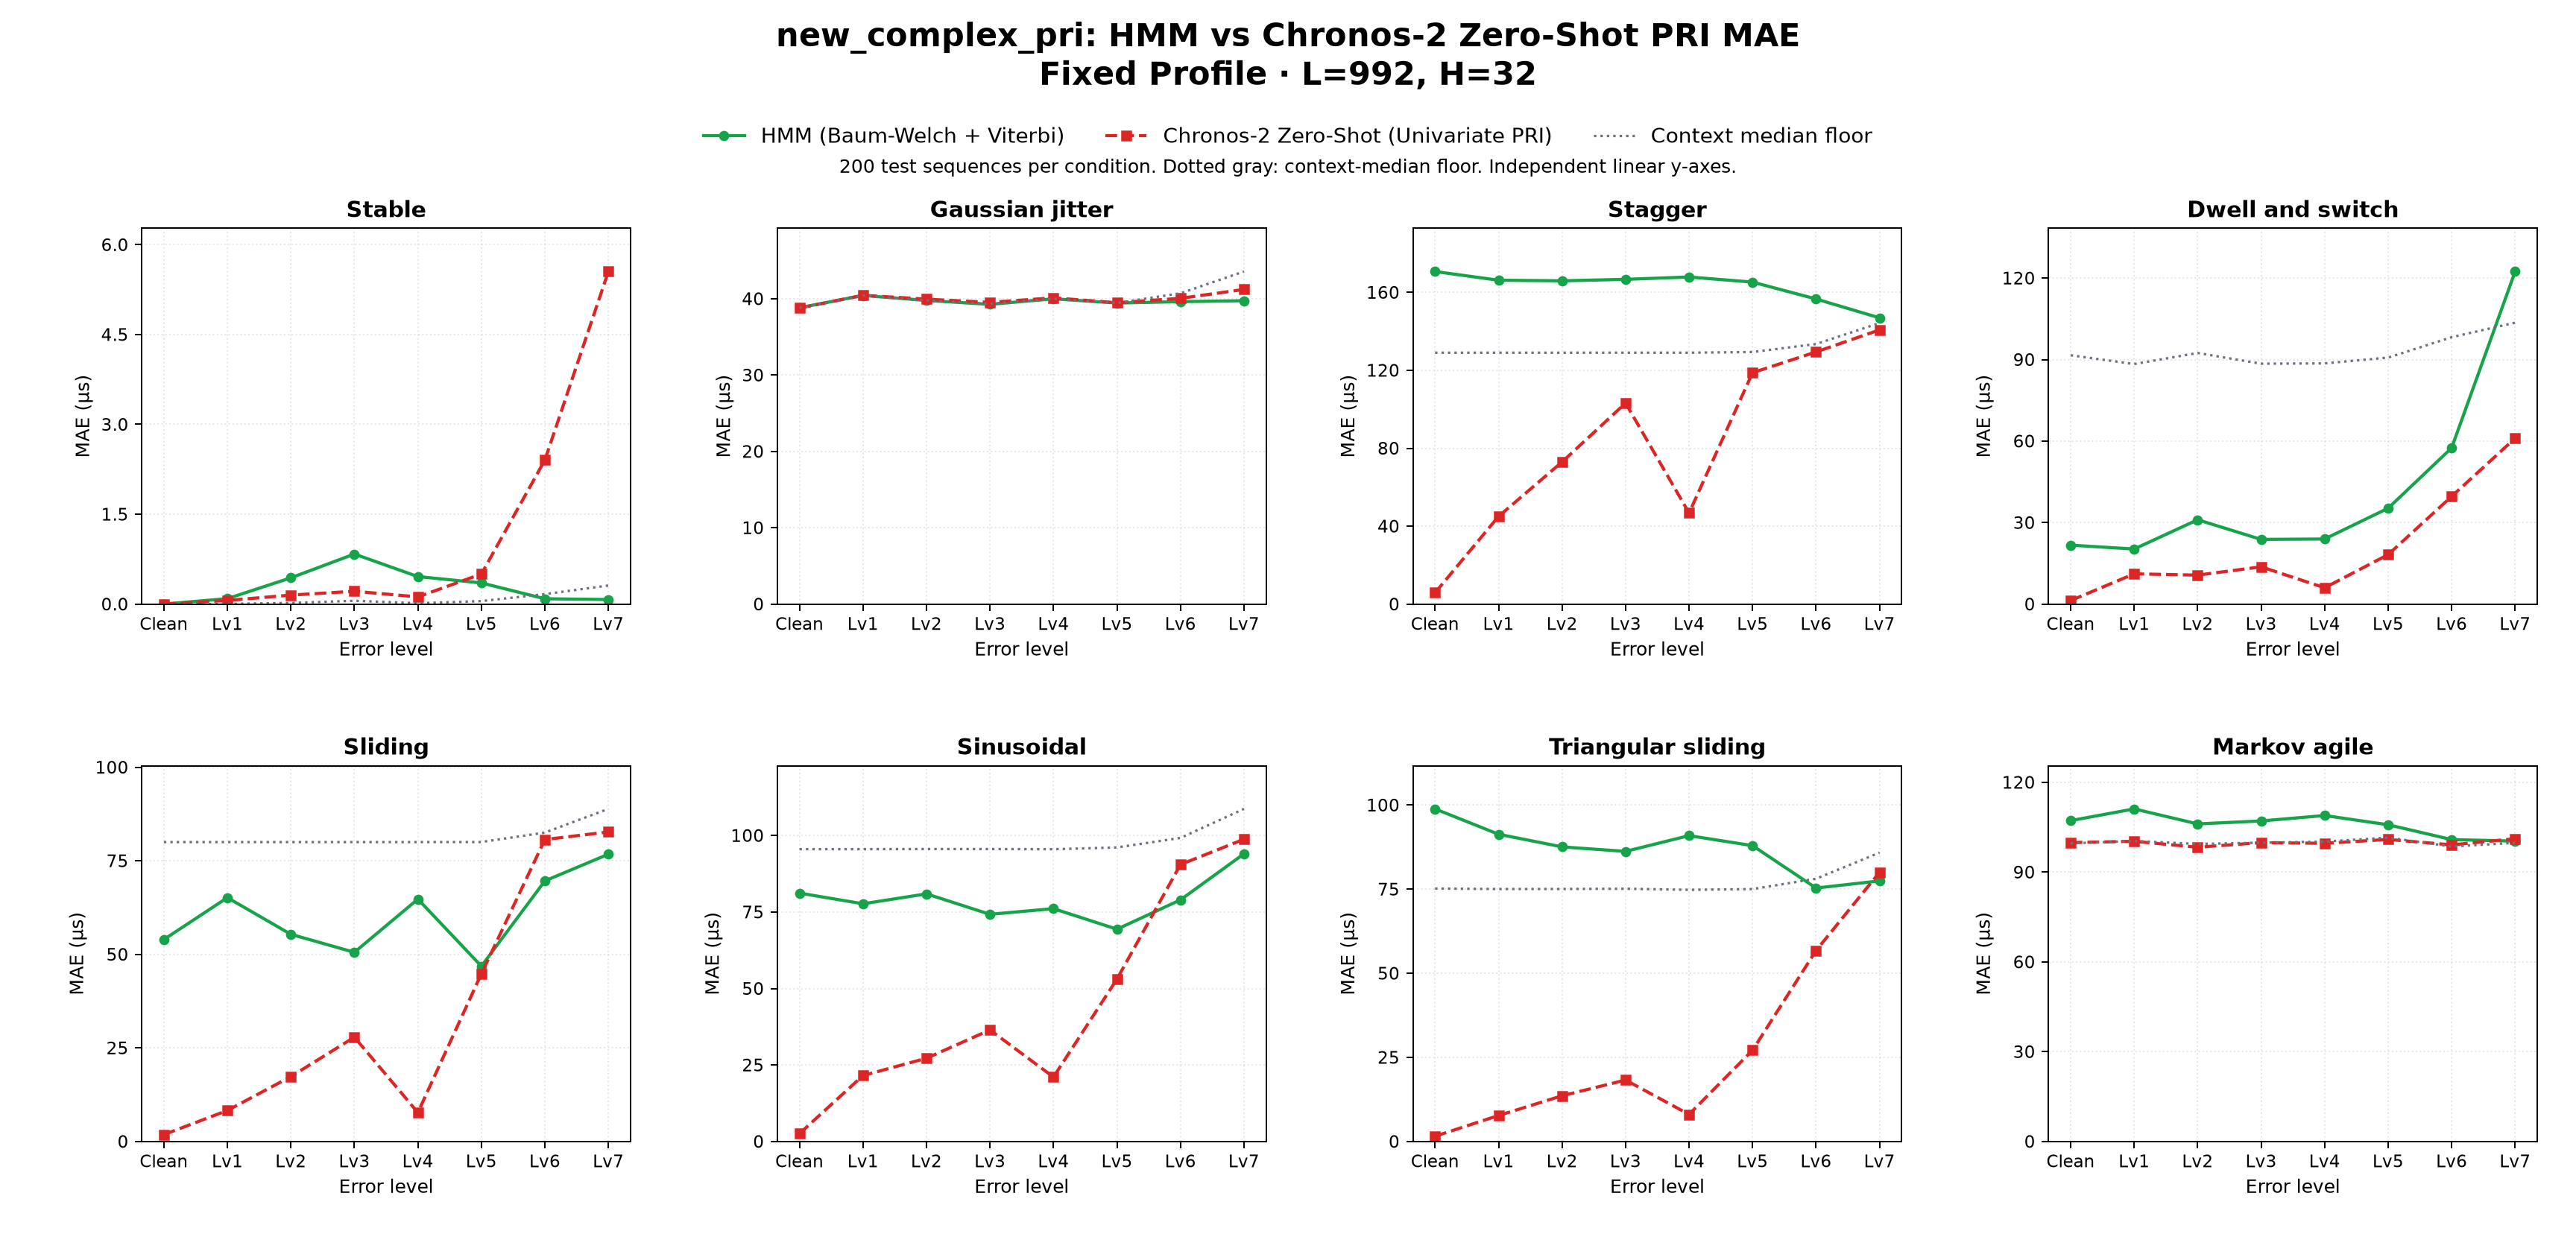 new_complex_pri: HMM vs Chronos-2 Zero-Shot PRI MAE
Fixed Profile · L=992, H=32
HMM (Baum-Welch + Viterbi) Chronos-2 Zero-Shot (Univariate PRI) Context median floor
200 test sequences per condition. Dotted gray: context-median floor. Independent linear y-axes.
Stable
MAE (µs)
6.0
4.5
3.0
1.5
0.0
Clean Lv1 Lv2 Lv3 Lv4 Lv5 Lv6 Lv7
Error level
Gaussian jitter
MAE (µs)
40
30
20
10
0
Clean Lv1 Lv2 Lv3 Lv4 Lv5 Lv6 Lv7
Error level
Stagger
MAE (µs)
160
120
80
40
0
Clean Lv1 Lv2 Lv3 Lv4 Lv5 Lv6 Lv7
Error level
Dwell and switch
MAE (µs)
120
90
60
30
0
Clean Lv1 Lv2 Lv3 Lv4 Lv5 Lv6 Lv7
Error level
Sliding
MAE (µs)
100
75
50
25
0
Clean Lv1 Lv2 Lv3 Lv4 Lv5 Lv6 Lv7
Error level
Sinusoidal
MAE (µs)
100
75
50
25
0
Clean Lv1 Lv2 Lv3 Lv4 Lv5 Lv6 Lv7
Error level
Triangular sliding
MAE (µs)
100
75
50
25
0
Clean Lv1 Lv2 Lv3 Lv4 Lv5 Lv6 Lv7
Error level
Markov agile
MAE (µs)
120
90
60
30
0
Clean Lv1 Lv2 Lv3 Lv4 Lv5 Lv6 Lv7
Error level